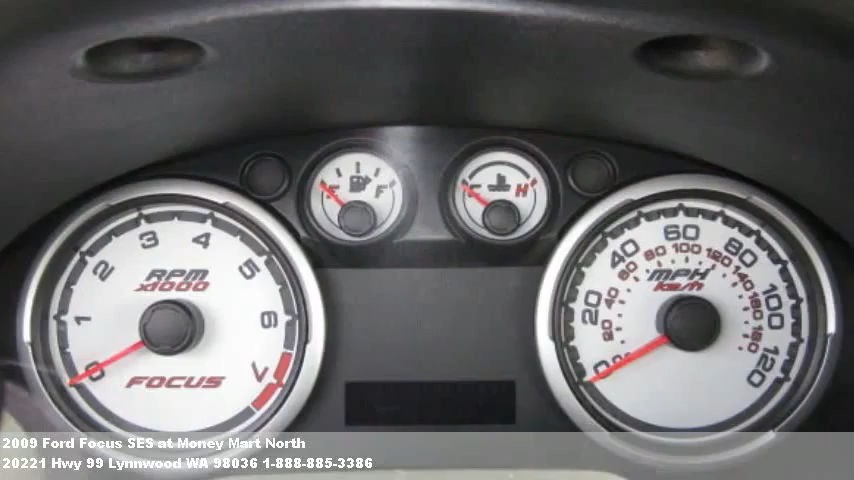 E F
C H
0 1 2 3 4 5 6 7
RPM
x1000
FOCUS
0 20 40 60 80 100 120
20 40 60 80 100 120 140 160 180
MPH
km/h
2009 Ford Focus SES at Money Mart North
20221 Hwy 99 Lynnwood WA 98036 1-888-885-3386